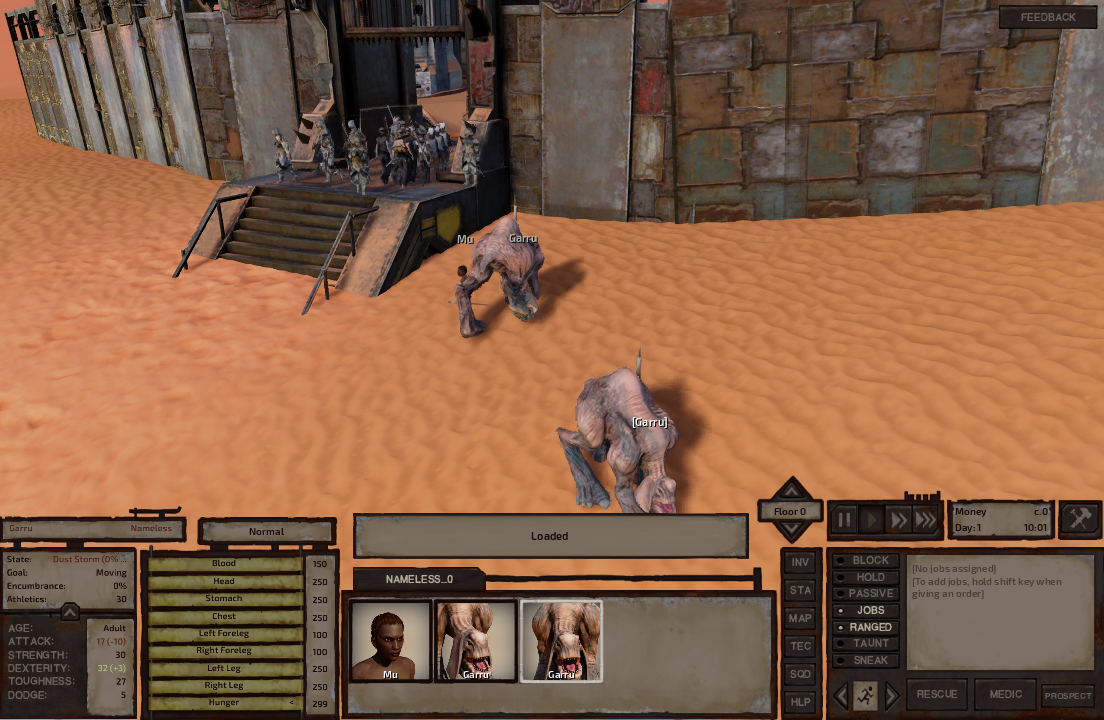 FEEDBACK
Mu
Garru
[Garru]
Garru
Nameless
Normal
State:
Dust Storm (0% ...
Goal:
Moving
Encumbrance:
0%
Athletics:
30
AGE:
Adult
ATTACK:
17 (-10)
STRENGTH:
30
DEXTERITY:
32 (+3)
TOUGHNESS:
27
DODGE:
5
Blood
150
Head
250
Stomach
250
Chest
250
Left Foreleg
100
Right Foreleg
100
Left Leg
250
Right Leg
250
Hunger
<
299
Loaded
NAMELESS_0
Mu
Garru
Garru
Floor 0
Money
c.0
Day: 1
10:01
INV
STA
MAP
TEC
SQD
HLP
BLOCK
HOLD
PASSIVE
JOBS
RANGED
TAUNT
SNEAK
[No jobs assigned]
[To add jobs, hold shift key when
giving an order]
RESCUE
MEDIC
PROSPECT